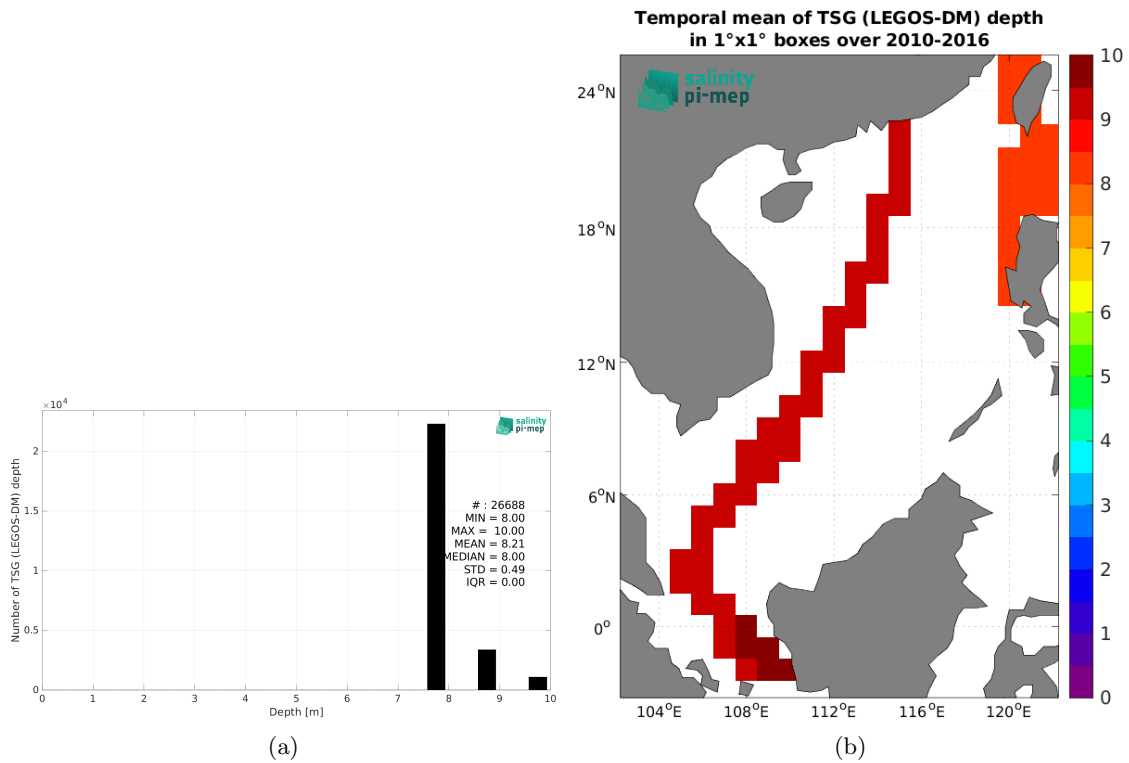 ×10⁴
salinity
pi-mep
2
1.5
1
0.5
0
Number of TSG (LEGOS-DM) depth
# : 26688
MIN = 8.00
MAX = 10.00
MEAN = 8.21
MEDIAN = 8.00
STD = 0.49
IQR = 0.00
0 1 2 3 4 5 6 7 8 9 10
Depth [m]
(a)
Temporal mean of TSG (LEGOS-DM) depth
in 1°x1° boxes over 2010-2016
salinity
pi-mep
24°N
18°N
12°N
6°N
0°
104°E 108°E 112°E 116°E 120°E
10
9
8
7
6
5
4
3
2
1
0
(b)